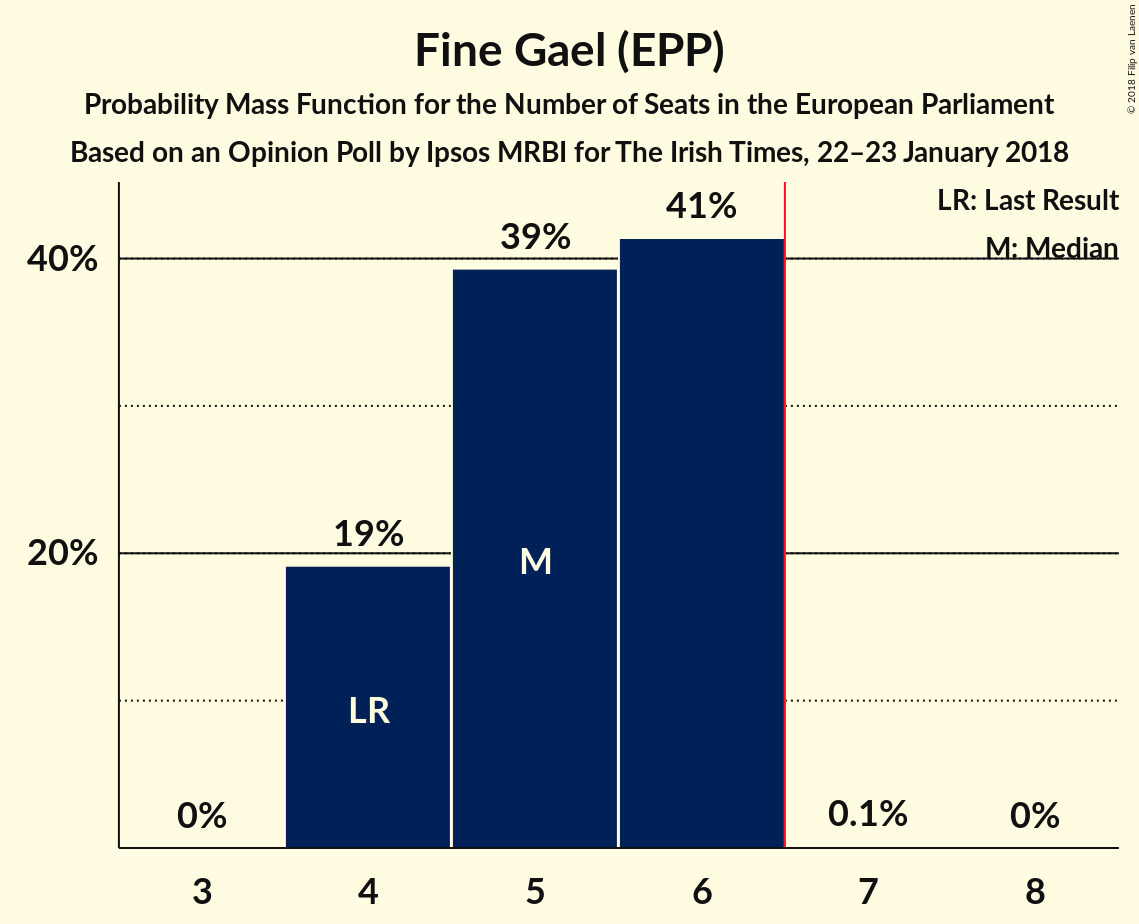 Fine Gael (EPP)
Probability Mass Function for the Number of Seats in the European Parliament
Based on an Opinion Poll by Ipsos MRBI for The Irish Times, 22–23 January 2018
© 2018 Filip van Laenen
LR: Last Result
M: Median
40%
20%
0%
19%
39%
41%
0.1%
0%
LR
M
3
4
5
6
7
8